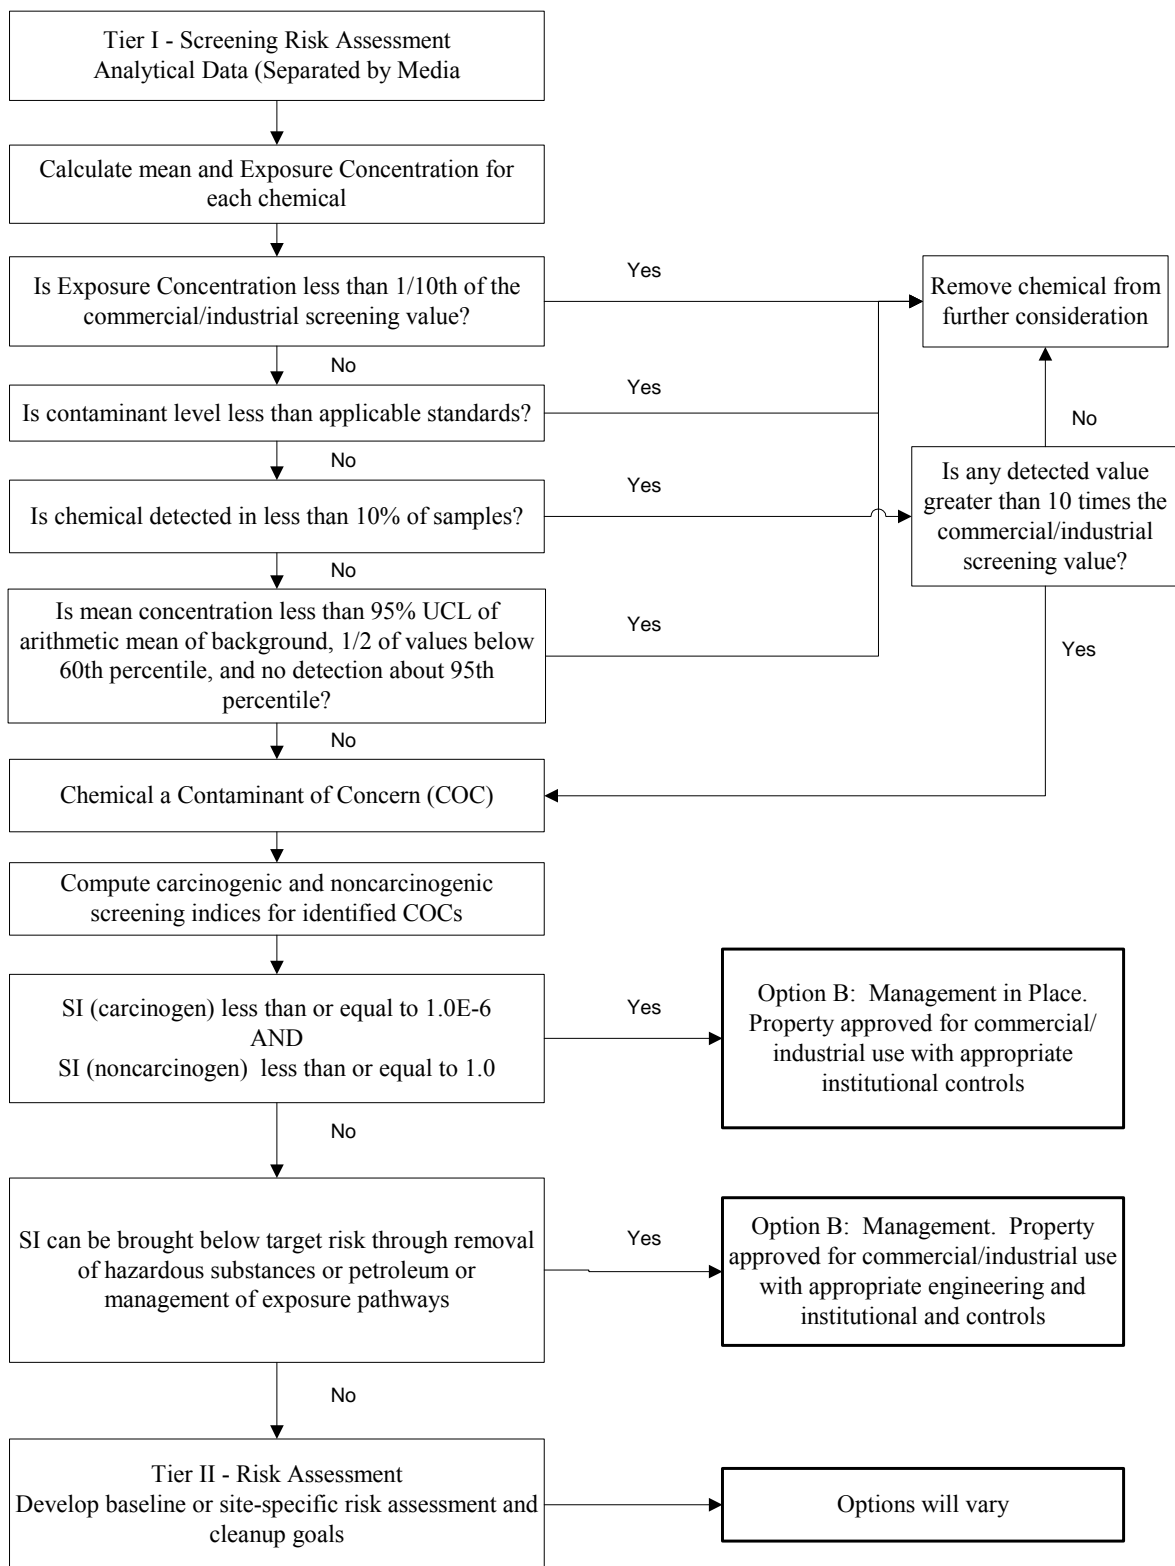 Tier I - Screening Risk Assessment
Analytical Data (Separated by Media
Calculate mean and Exposure Concentration for
each chemical
Is Exposure Concentration less than 1/10th of the
commercial/industrial screening value?
Yes
Remove chemical from
further consideration
No
Is contaminant level less than applicable standards?
Yes
No
No
Is chemical detected in less than 10% of samples?
Yes
Is any detected value
greater than 10 times the
commercial/industrial
screening value?
No
Is mean concentration less than 95% UCL of
arithmetic mean of background, 1/2 of values below
60th percentile, and no detection about 95th
percentile?
Yes
Yes
No
Chemical a Contaminant of Concern (COC)
Compute carcinogenic and noncarcinogenic
screening indices for identified COCs
SI (carcinogen) less than or equal to 1.0E-6
AND
SI (noncarcinogen) less than or equal to 1.0
Yes
Option B: Management in Place.
Property approved for commercial/
industrial use with appropriate
institutional controls
No
SI can be brought below target risk through removal
of hazardous substances or petroleum or
management of exposure pathways
Yes
Option B: Management. Property
approved for commercial/industrial use
with appropriate engineering and
institutional and controls
No
Tier II - Risk Assessment
Develop baseline or site-specific risk assessment and
cleanup goals
Options will vary